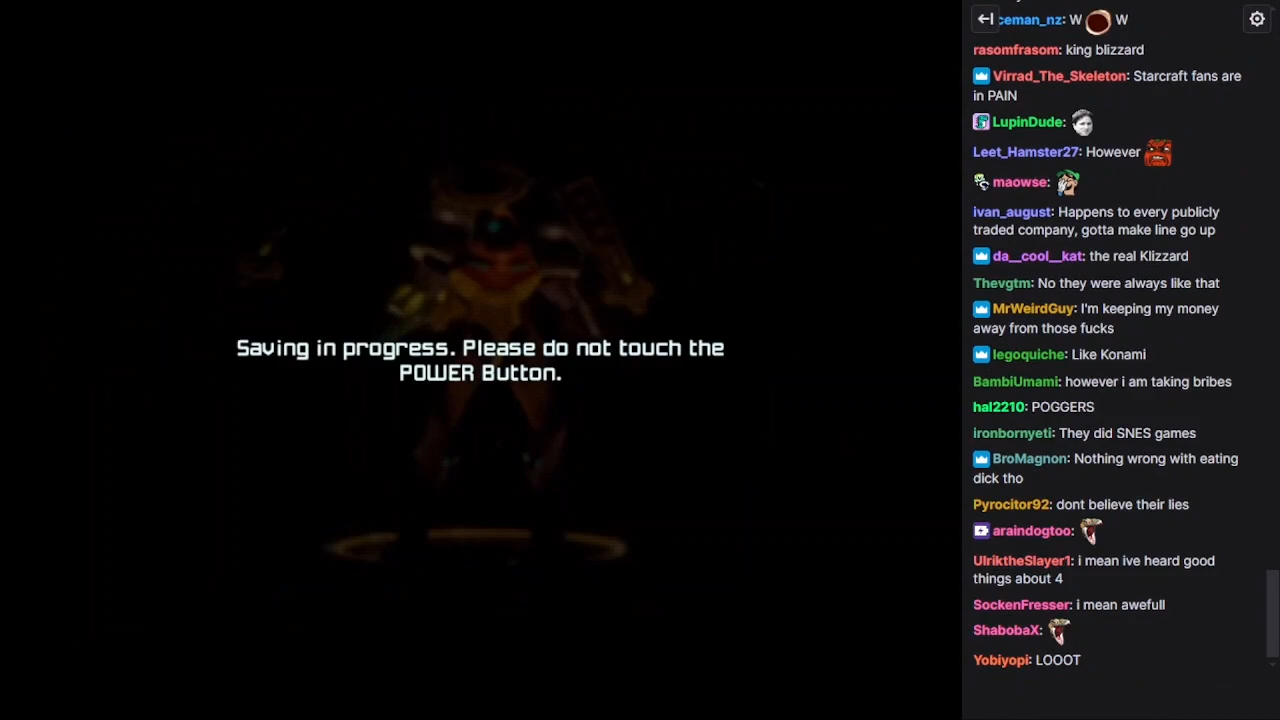 Saving in progress. Please do not touch the
POWER Button.
ceman_nz: W W
rasomfrasom: king blizzard
Virrad_The_Skeleton: Starcraft fans are
in PAIN
LupinDude:
Leet_Hamster27: However
maowse:
ivan_august: Happens to every publicly
traded company, gotta make line go up
da__cool__kat: the real Klizzard
Thevgtm: No they were always like that
MrWeirdGuy: I'm keeping my money
away from those fucks
legoquiche: Like Konami
BambiUmami: however i am taking bribes
hal2210: POGGERS
ironbornyeti: They did SNES games
BroMagnon: Nothing wrong with eating
dick tho
Pyrocitor92: dont believe their lies
araindogtoo:
UlriktheSlayer1: i mean ive heard good
things about 4
SockenFresser: i mean awefull
ShabobaX:
Yobiyopi: LOOOT